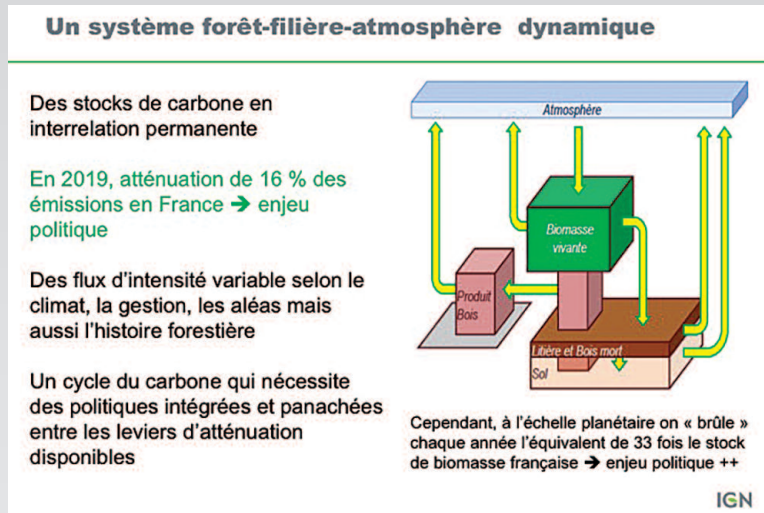 Un système forêt-filière-atmosphère dynamique
Des stocks de carbone en
interrelation permanente
En 2019, atténuation de 16 % des
émissions en France ➔ enjeu
politique
Des flux d'intensité variable selon le
climat, la gestion, les aléas mais
aussi l'histoire forestière
Un cycle du carbone qui nécessite
des politiques intégrées et panachées
entre les leviers d'atténuation
disponibles
Atmosphère
Biomasse
vivante
Produit
Bois
Litière et Bois mort
Sol
Cependant, à l'échelle planétaire on « brûle »
chaque année l'équivalent de 33 fois le stock
de biomasse française ➔ enjeu politique ++
IGN